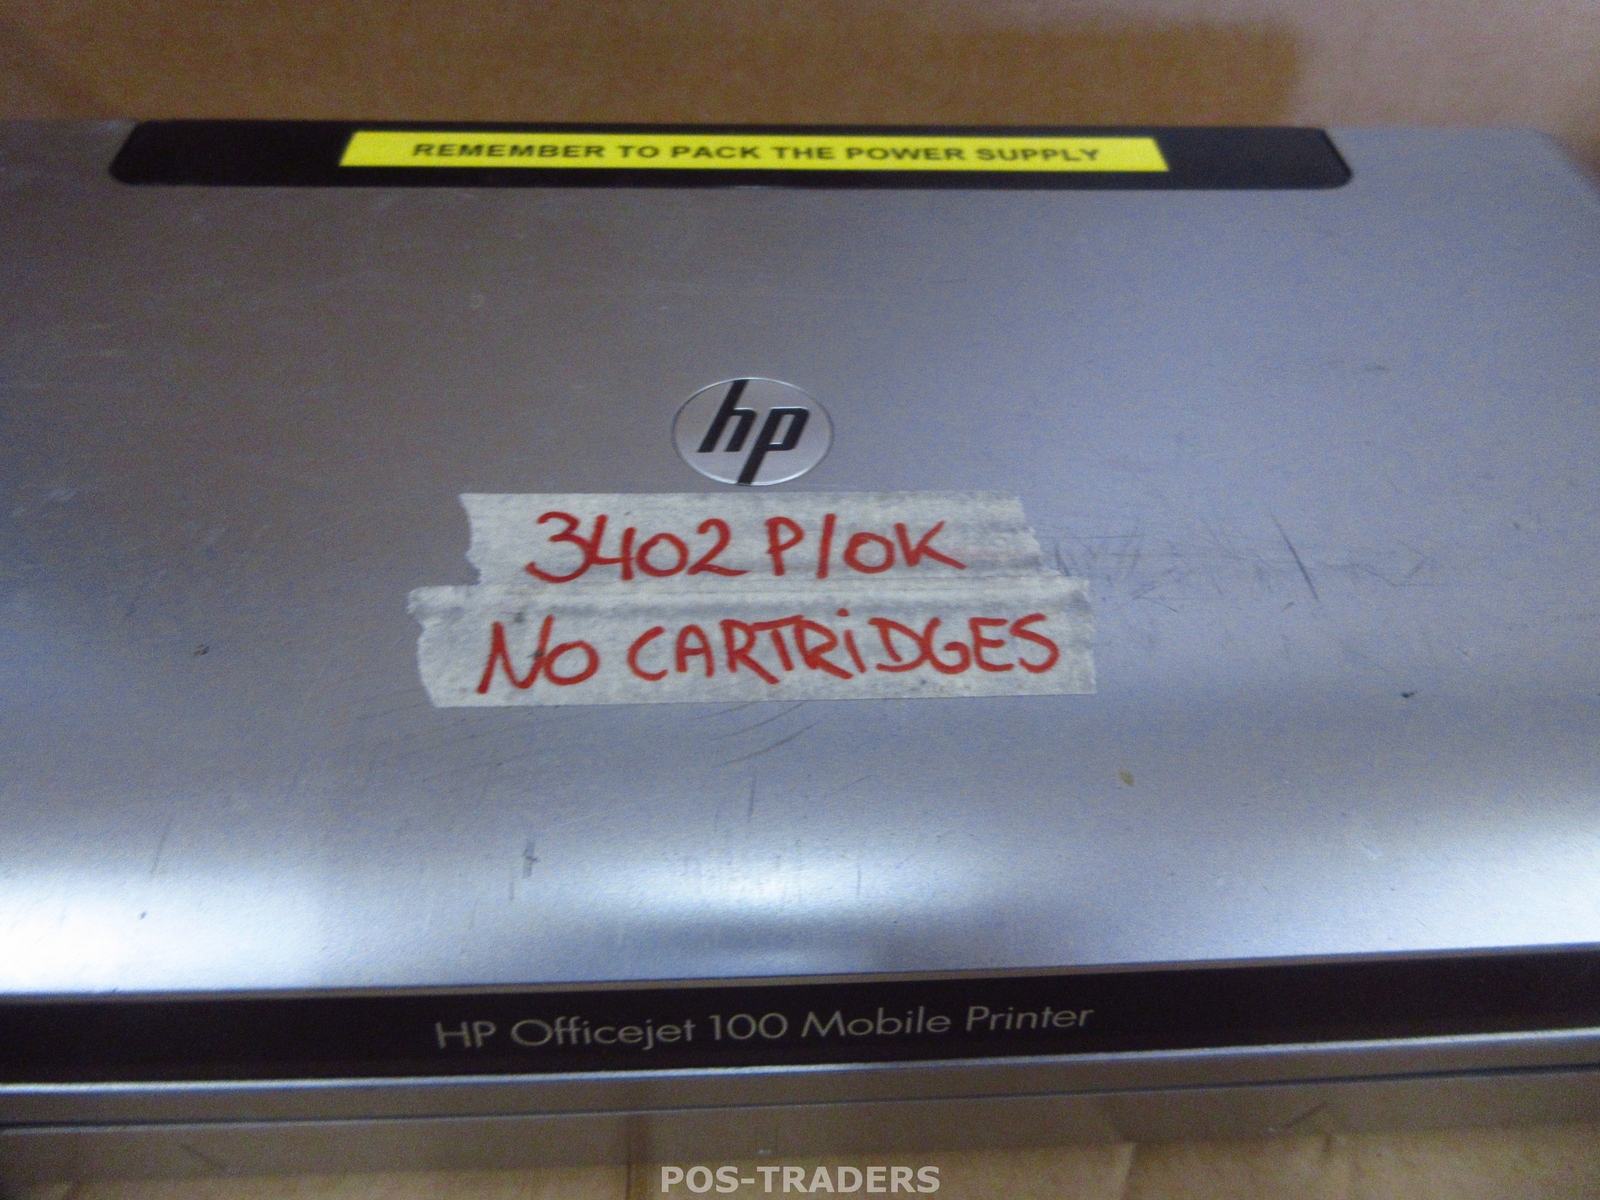 REMEMBER TO PACK THE POWER SUPPLY
hp
3402 P/OK
NO CARTRiDGES
HP Officejet 100 Mobile Printer
POS-TRADERS